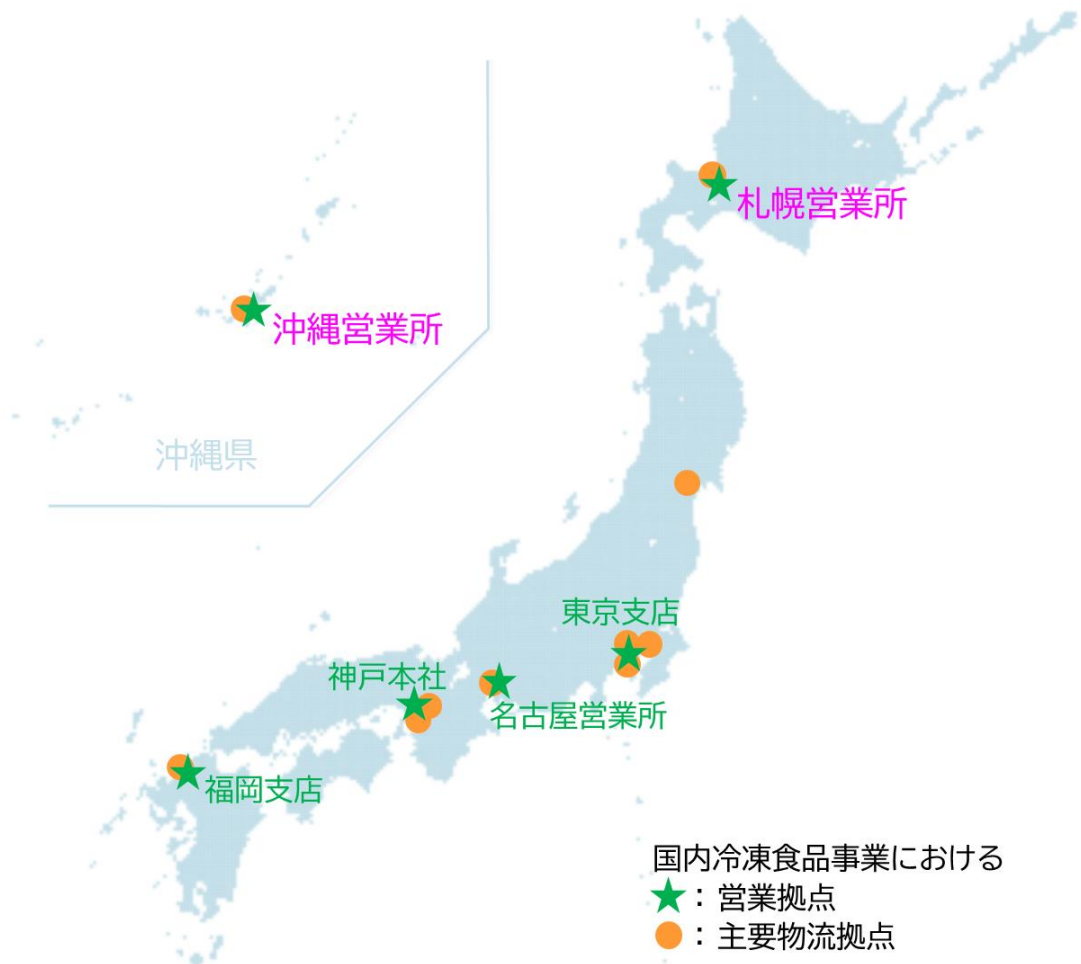 札幌営業所
沖縄営業所
沖縄県
東京支店
神戸本社
名古屋営業所
福岡支店
国内冷凍食品事業における
★：営業拠点
●：主要物流拠点